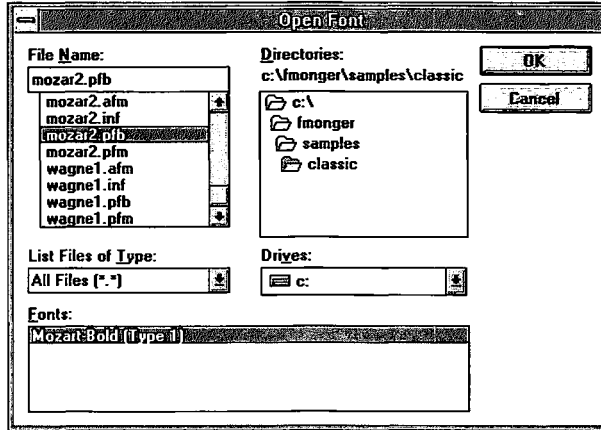 Open Font
File Name:
mozar2.pfb
mozar2.afm
mozar2.inf
mozar2.pfb
mozar2.pfm
wagne1.afm
wagne1.inf
wagne1.pfb
wagne1.pfm
List Files of Type:
All Files (*.*)
Directories:
c:\fmonger\samples\classic
c:\
fmonger
samples
classic
Drives:
c:
OK
Cancel
Fonts:
Mozart Bold (Type 1)